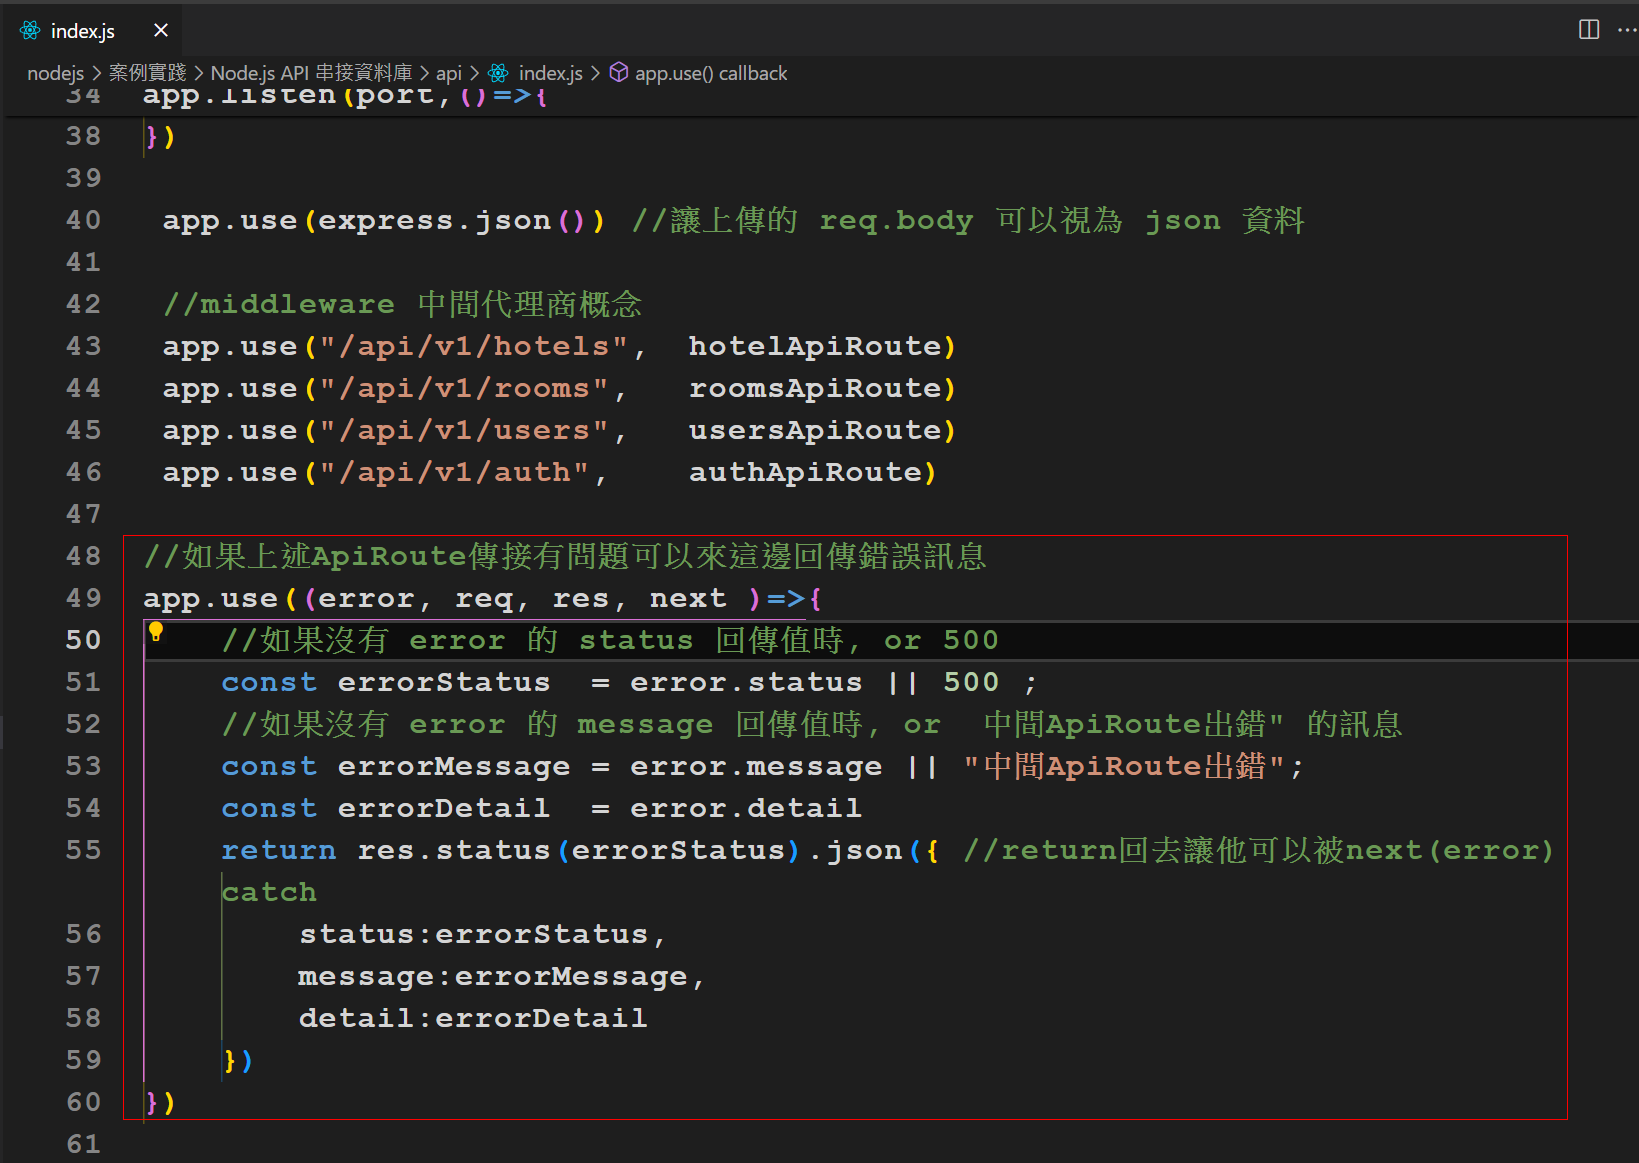 index.js
nodejs > 案例實踐 > Node.js API 串接資料庫 > api > index.js > app.use() callback
34 app.listen(port,()=>{
38 })
39
40 app.use(express.json()) //讓上傳的 req.body 可以視為 json 資料
41
42 //middleware 中間代理商概念
43 app.use("/api/v1/hotels",  hotelApiRoute)
44 app.use("/api/v1/rooms",   roomsApiRoute)
45 app.use("/api/v1/users",   usersApiRoute)
46 app.use("/api/v1/auth",    authApiRoute)
47
48 //如果上述ApiRoute傳接有問題可以來這邊回傳錯誤訊息
49 app.use((error, req, res, next )=>{
50     //如果沒有 error 的 status 回傳值時, or 500
51     const errorStatus  = error.status || 500 ;
52     //如果沒有 error 的 message 回傳值時, or  中間ApiRoute出錯" 的訊息
53     const errorMessage = error.message || "中間ApiRoute出錯";
54     const errorDetail  = error.detail
55     return res.status(errorStatus).json({ //return回去讓他可以被next(error)
catch
56         status:errorStatus,
57         message:errorMessage,
58         detail:errorDetail
59     })
60 })
61